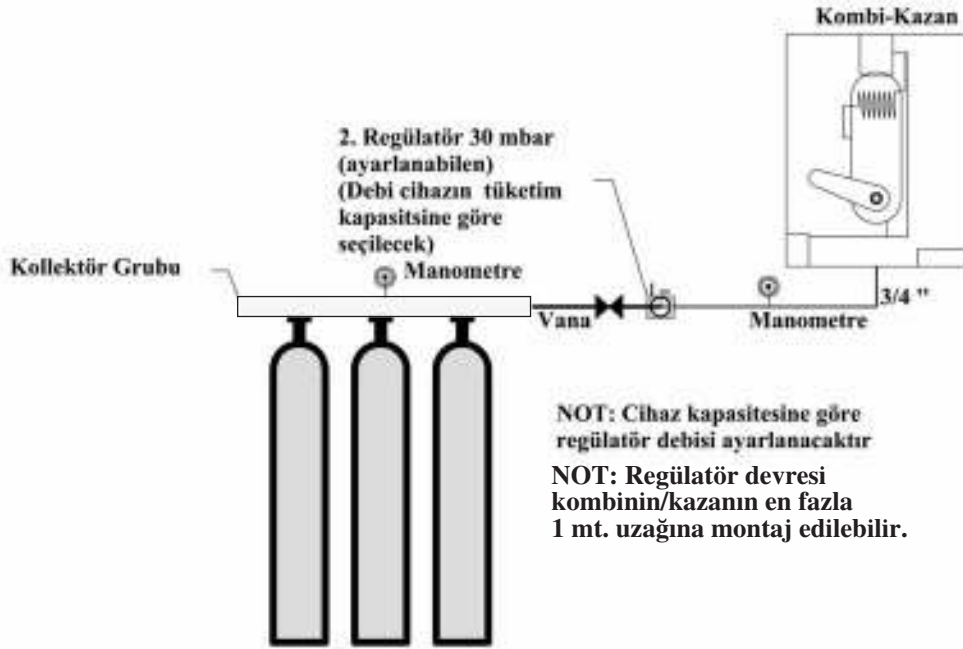 Kombi-Kazan
2. Regülatör 30 mbar
(ayarlanabilen)
(Debi cihazın tüketim
kapasitsine göre
seçilecek)
Kollektör Grubu
Manometre
Vana
Manometre
3/4 "
NOT: Cihaz kapasitesine göre
regülatör debisi ayarlanacaktır
NOT: Regülatör devresi
kombinin/kazanın en fazla
1 mt. uzağına montaj edilebilir.